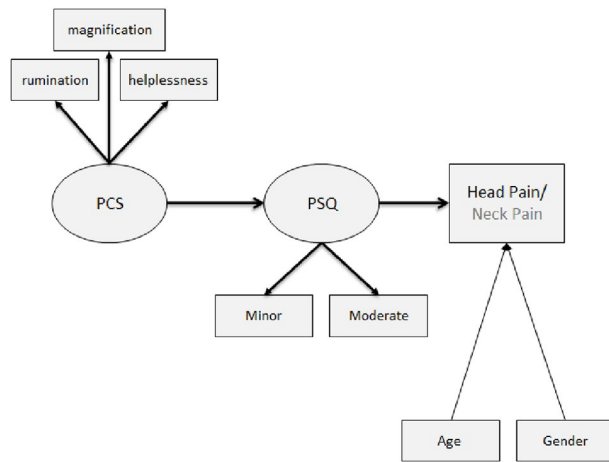 magnification
rumination
helplessness
PCS
PSQ
Head Pain/
Neck Pain
Minor
Moderate
Age
Gender